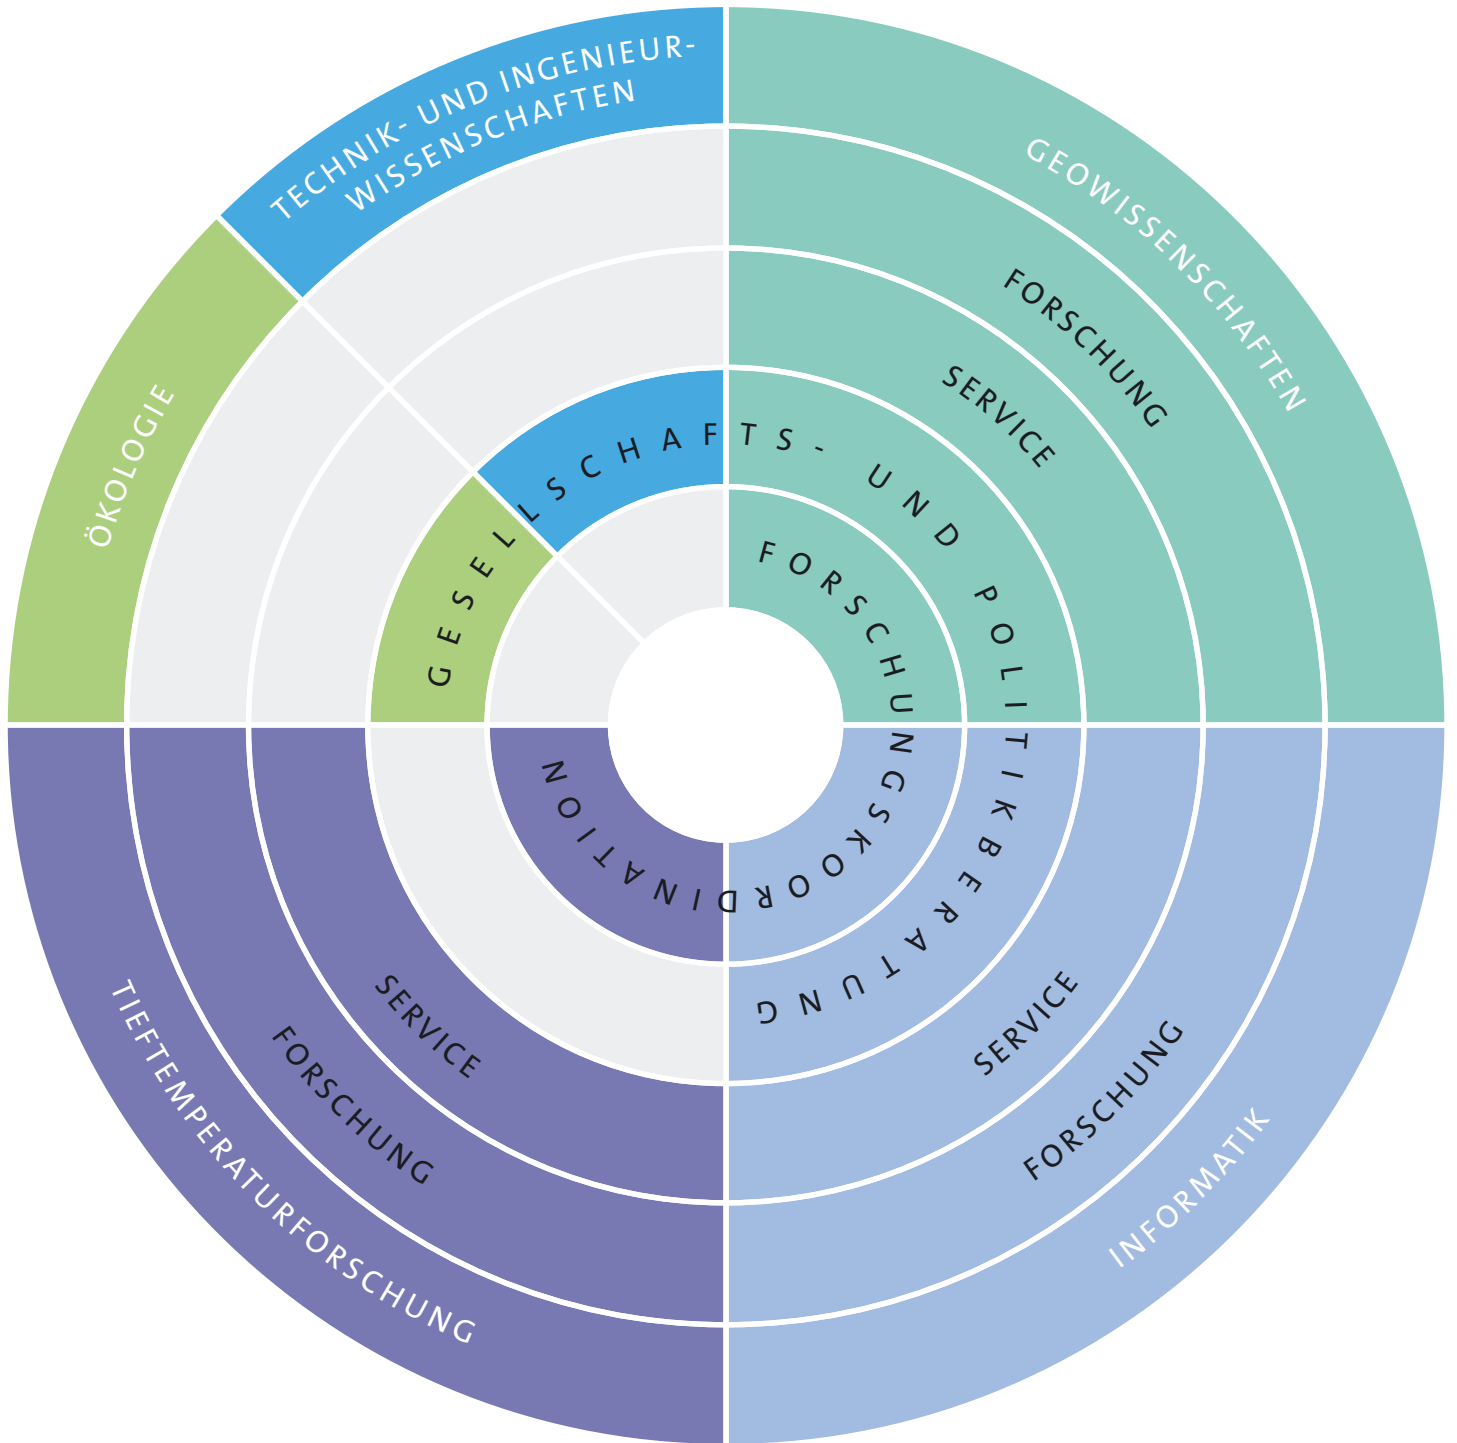 TECHNIK- UND INGENIEUR-
WISSENSCHAFTEN
GEOWISSENSCHAFTEN
FORSCHUNG
SERVICE
ÖKOLOGIE
GESELLSCHAFTS- UND POLITIKBERATUNG
FORSCHUNGSKOORDINATION
SERVICE
FORSCHUNG
TIEFTEMPERATURFORSCHUNG
SERVICE
FORSCHUNG
INFORMATIK